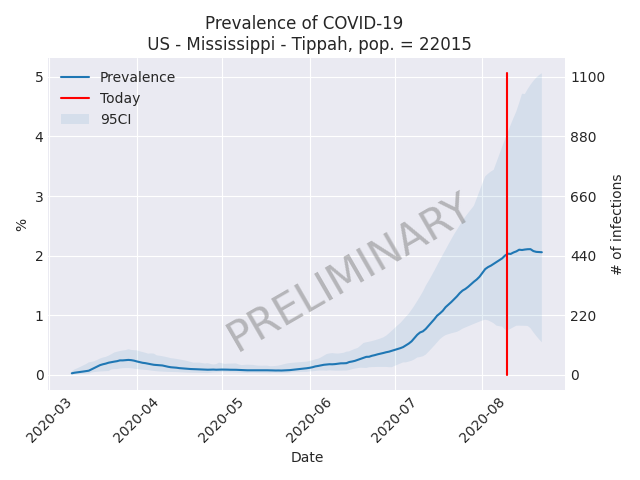 Prevalence of COVID-19
US - Mississippi - Tippah, pop. = 22015
Prevalence
Today
95CI
PRELIMINARY
5
4
3
2
1
0
%
1100
880
660
440
220
0
# of infections
2020-03
2020-04
2020-05
2020-06
2020-07
2020-08
Date